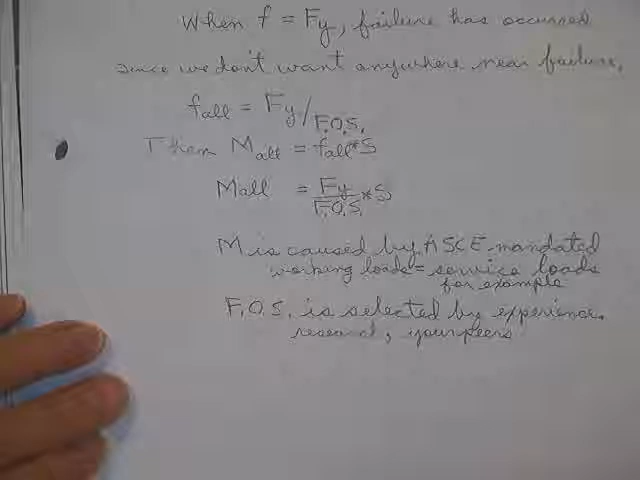 When f = Fy, failure has occurred
since we don't want anywhere near failure,
fall = Fy/F.O.S.
Then Mall = fall*S
Mall = Fy/F.O.S. * S
M is caused by ASCE-mandated
working loads = service loads
for example
F.O.S. is selected by experience,
research, your peers